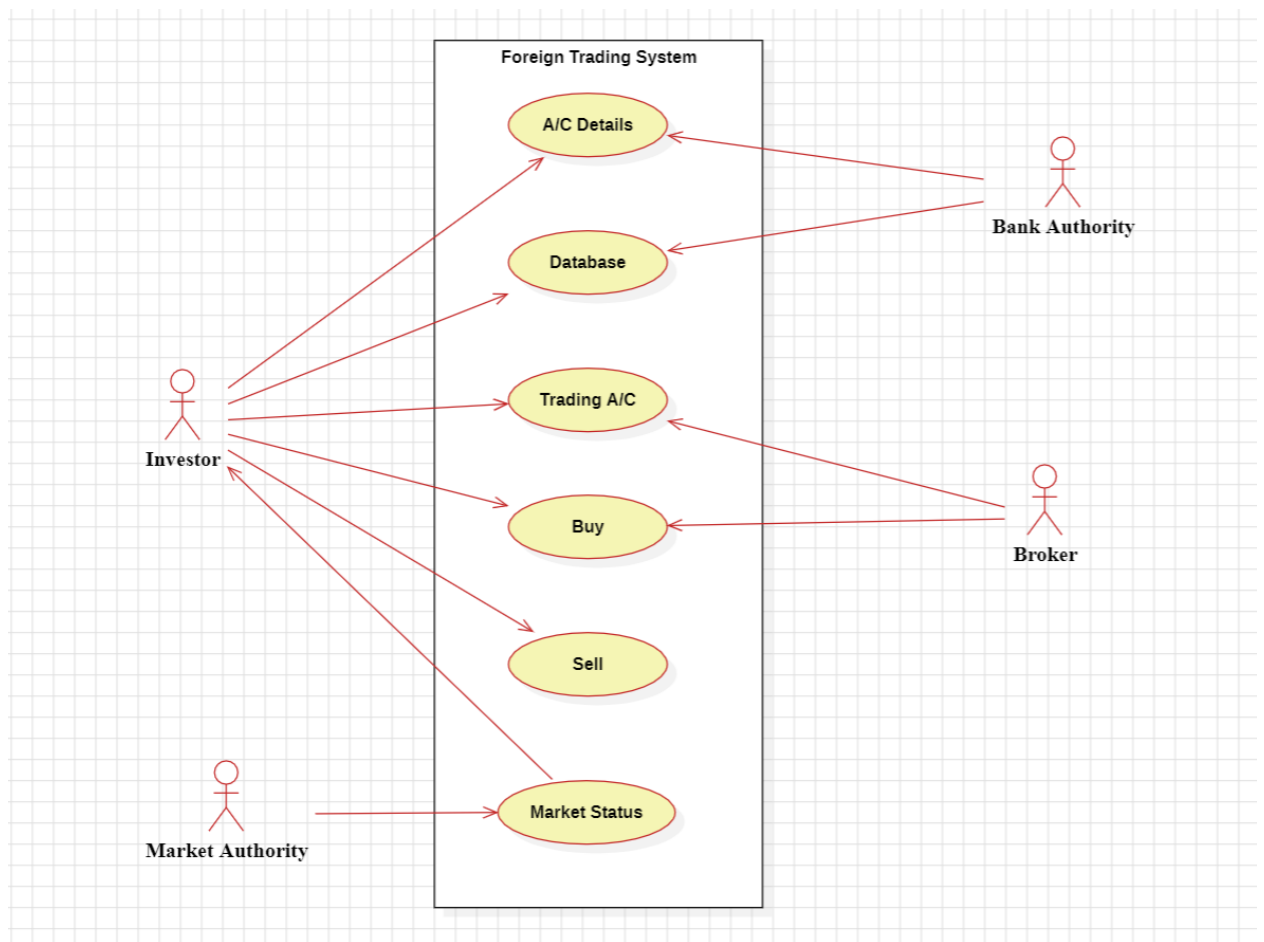 Foreign Trading System
A/C Details
Bank Authority
Database
Trading A/C
Investor
Buy
Broker
Sell
Market Status
Market Authority